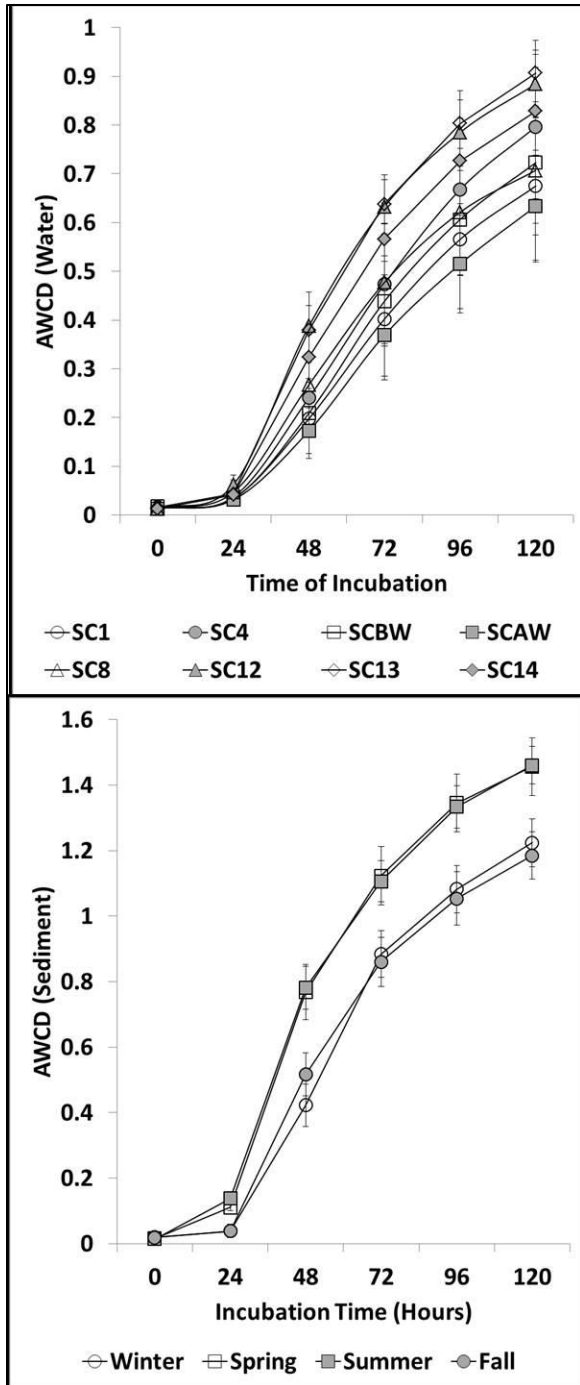 1
0.9
0.8
0.7
0.6
0.5
0.4
0.3
0.2
0.1
0
AWCD (Water)
0 24 48 72 96 120
Time of Incubation
SC1 SC4 SCBW SCAW
SC8 SC12 SC13 SC14
1.6
1.4
1.2
1
0.8
0.6
0.4
0.2
0
AWCD (Sediment)
0 24 48 72 96 120
Incubation Time (Hours)
Winter Spring Summer Fall